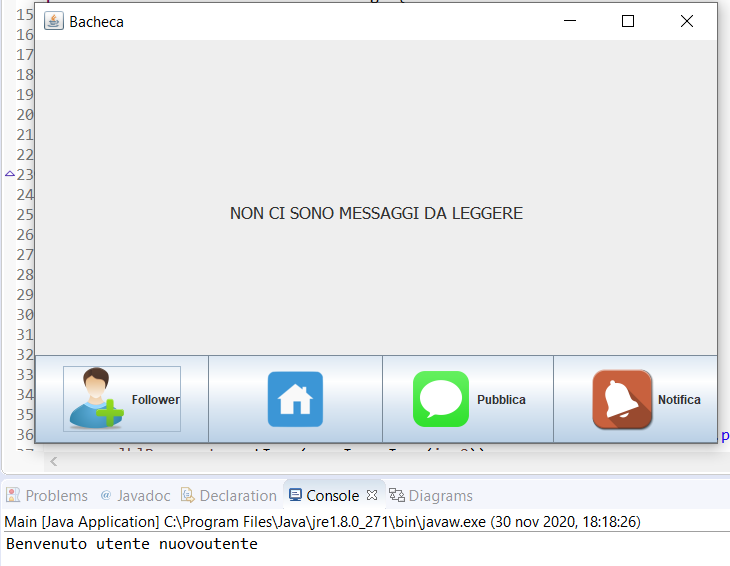 15
Bacheca
16
17
18
19
20
21
22
23
24
25
26
27
28
29
30
31
32
33
34
35
36
NON CI SONO MESSAGGI DA LEGGERE
Follower
Pubblica
Notifica
p
Problems @ Javadoc Declaration Console Diagrams
Main [Java Application] C:\Program Files\Java\jre1.8.0_271\bin\javaw.exe (30 nov 2020, 18:18:26)
Benvenuto utente nuovoutente